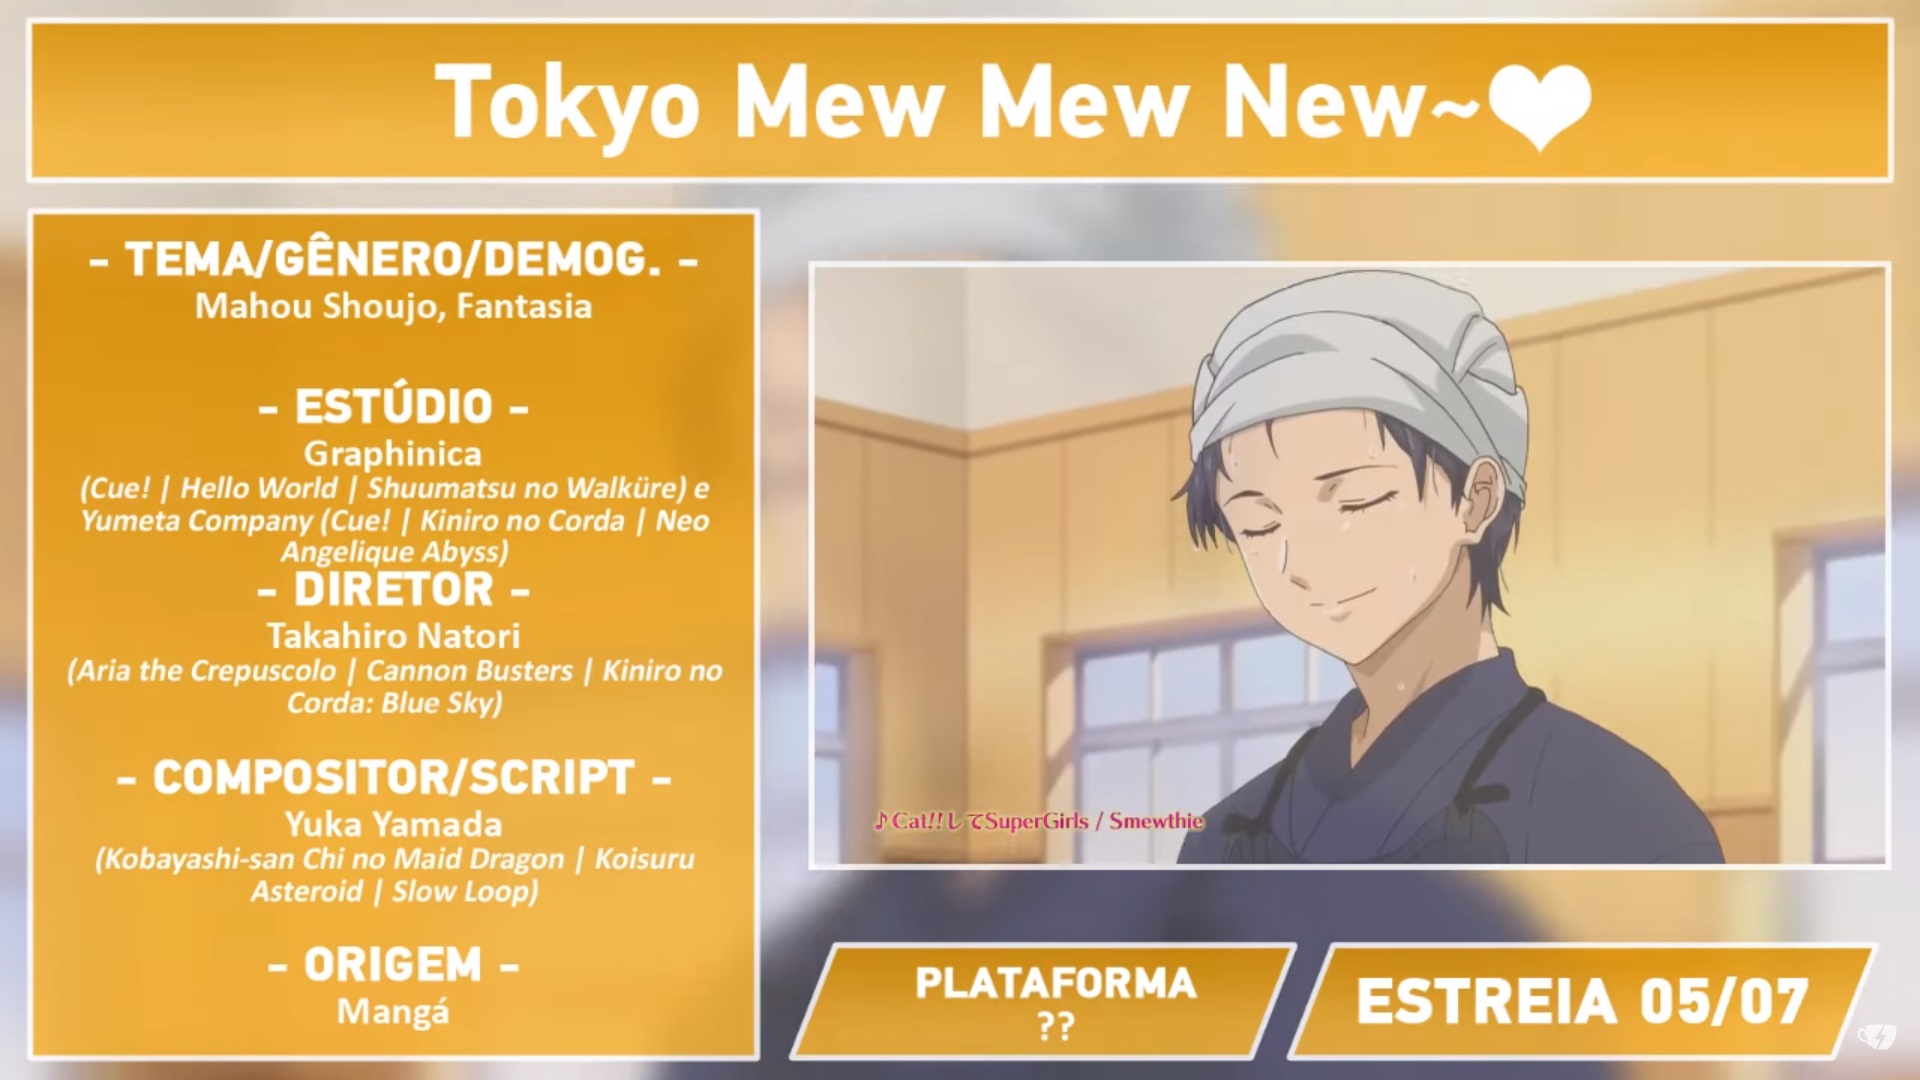 Tokyo Mew Mew New~❤
- TEMA/GÊNERO/DEMOG. -
Mahou Shoujo, Fantasia
- ESTÚDIO -
Graphinica
(Cue! | Hello World | Shuumatsu no Walküre) e
Yumeta Company (Cue! | Kiniro no Corda | Neo
Angelique Abyss)
- DIRETOR -
Takahiro Natori
(Aria the Crepuscolo | Cannon Busters | Kiniro no
Corda: Blue Sky)
- COMPOSITOR/SCRIPT -
Yuka Yamada
(Kobayashi-san Chi no Maid Dragon | Koisuru
Asteroid | Slow Loop)
- ORIGEM -
Mangá
♪Cat!!してSuperGirls / Smewthie
PLATAFORMA
??
ESTREIA 05/07